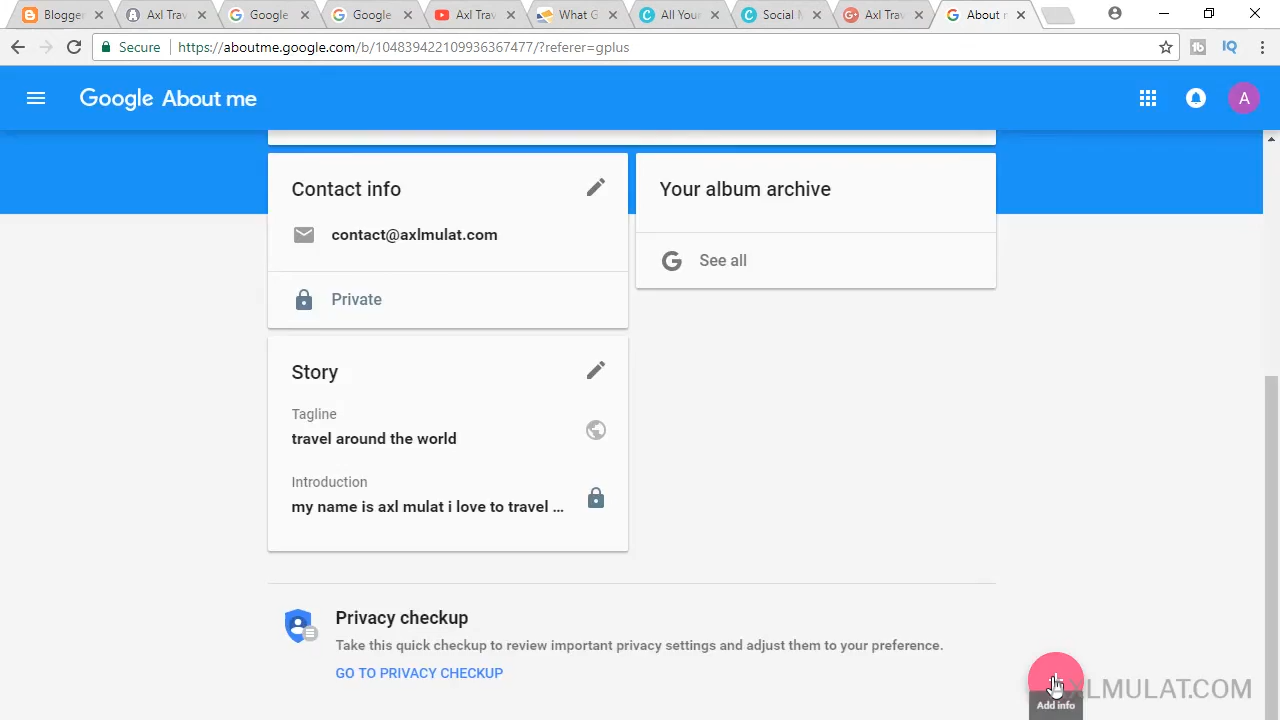 Blogger
Axl Trav
Google
Google
Axl Trav
What G
All Your
Social M
Axl Trav
About m
Secure
https://aboutme.google.com/b/104839422109936367477/?referer=gplus
tb
IQ
Google About me
A
Contact info
contact@axlmulat.com
Private
Your album archive
See all
Story
Tagline
travel around the world
Introduction
my name is axl mulat i love to travel ...
Privacy checkup
Take this quick checkup to review important privacy settings and adjust them to your preference.
GO TO PRIVACY CHECKUP
Add info
AXLMULAT.COM